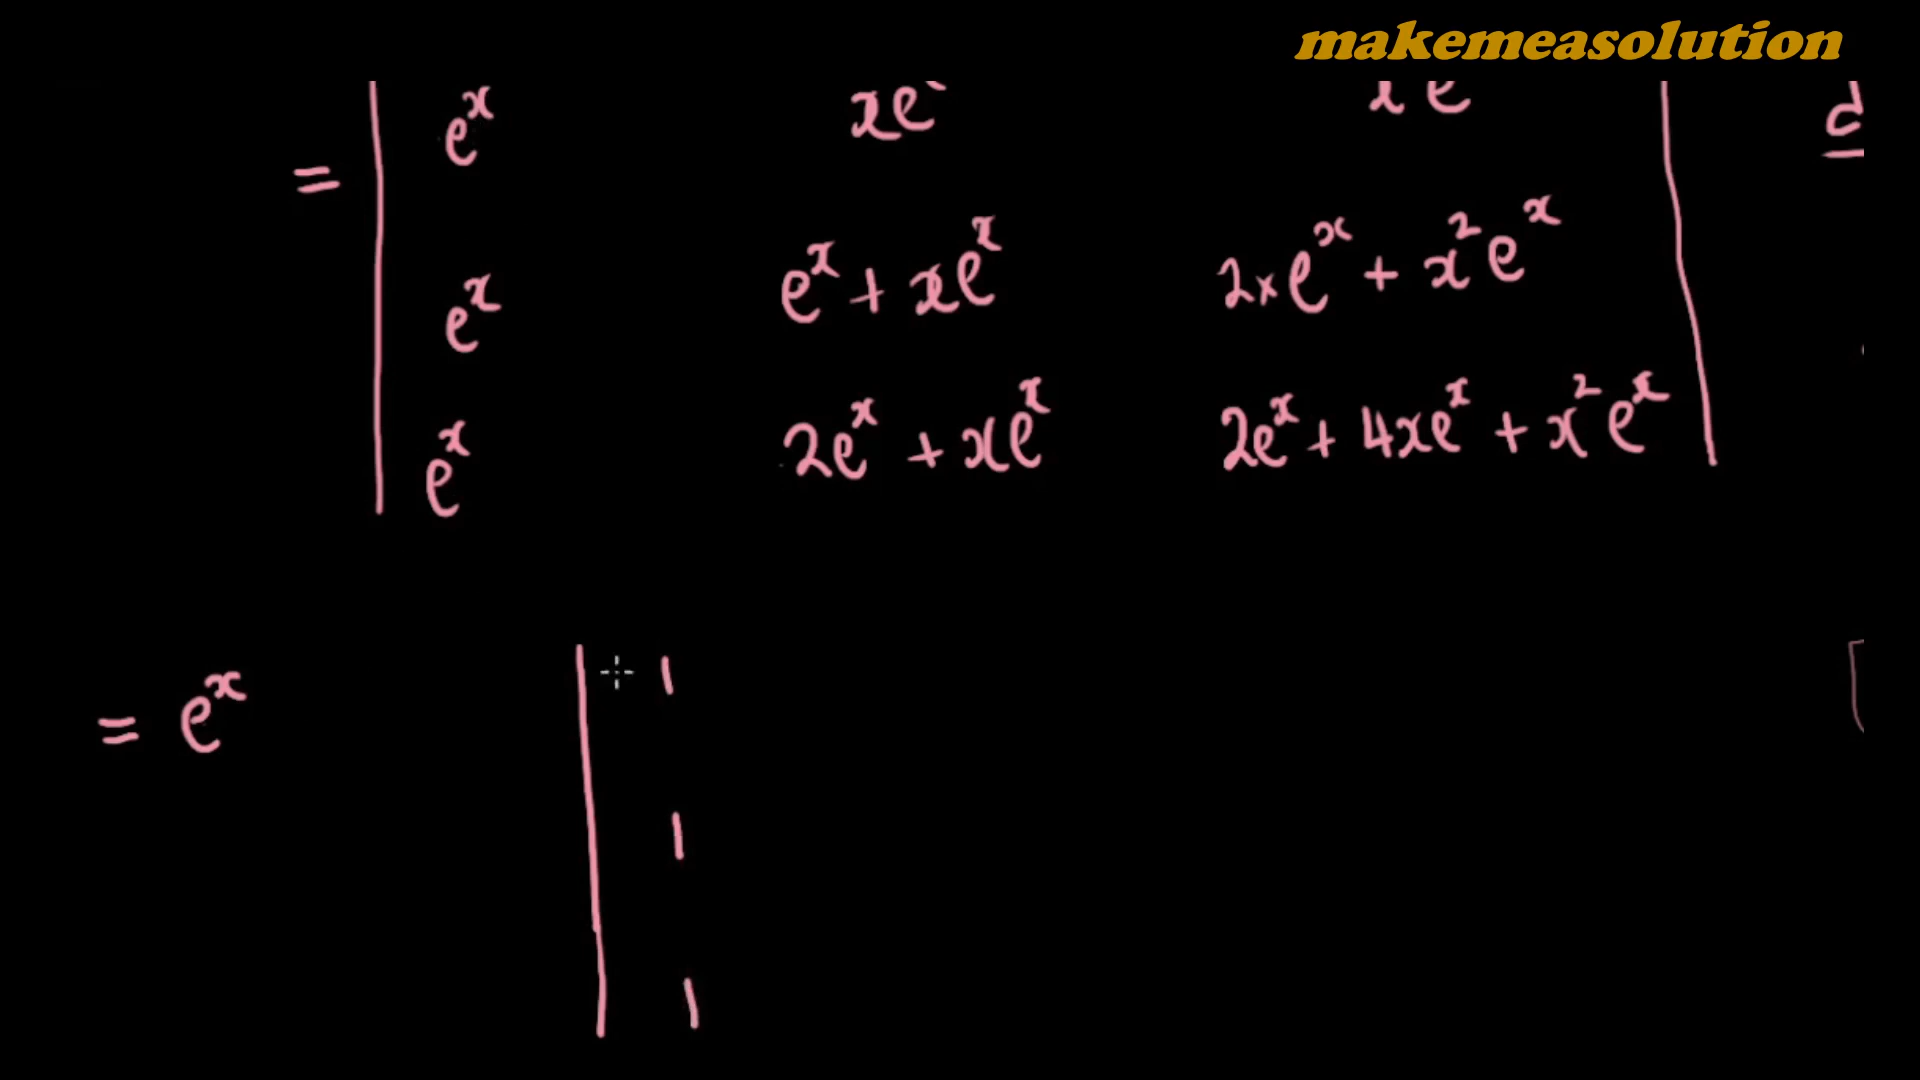 makemeasolution
= | eˣ xe |
eˣ eˣ + xeˣ 2xeˣ + x²eˣ
eˣ 2eˣ + xeˣ 2eˣ + 4xeˣ + x²eˣ
= eˣ | 1
1
1